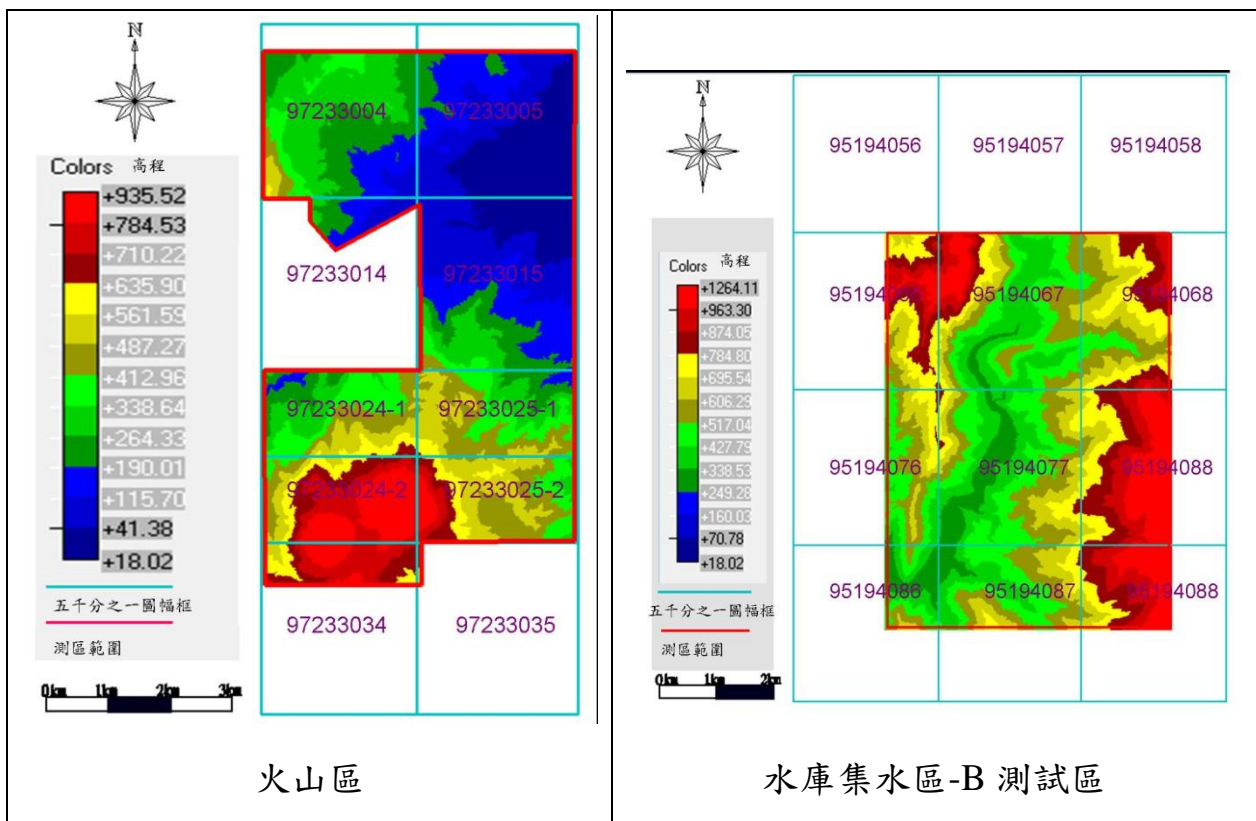 N
Colors 高程
+935.52
+784.53
+710.22
+635.90
+561.59
+487.27
+412.96
+338.64
+264.33
+190.01
+115.70
+41.38
+18.02
五千分之一圖幅框
測區範圍
0km 1km 2km 3km
97233004 97233005
97233014 97233015
97233024-1 97233025-1
97233024-2 97233025-2
97233034 97233035
火山區
N
Colors 高程
+1264.11
+963.30
+874.05
+784.80
+695.54
+606.29
+517.04
+427.79
+338.53
+249.28
+160.03
+70.78
+18.02
五千分之一圖幅框
測區範圍
0km 1km 2km
95194056 95194057 95194058
95194067 95194068
95194076 95194077 95194088
95194086 95194087 95194088
水庫集水區-B 測試區